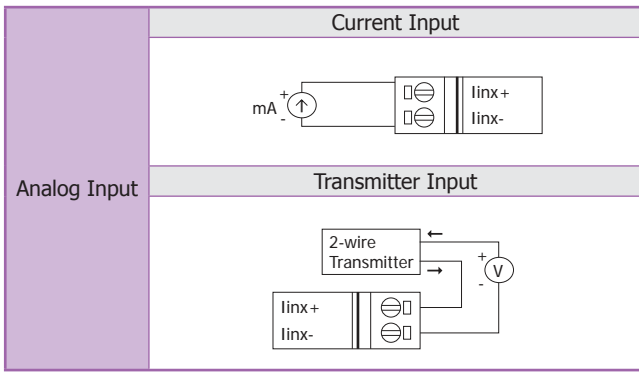 Current Input
mA
+
-
Iinx+
Iinx-
Analog Input
Transmitter Input
2-wire
Transmitter
+
V
-
Iinx+
Iinx-